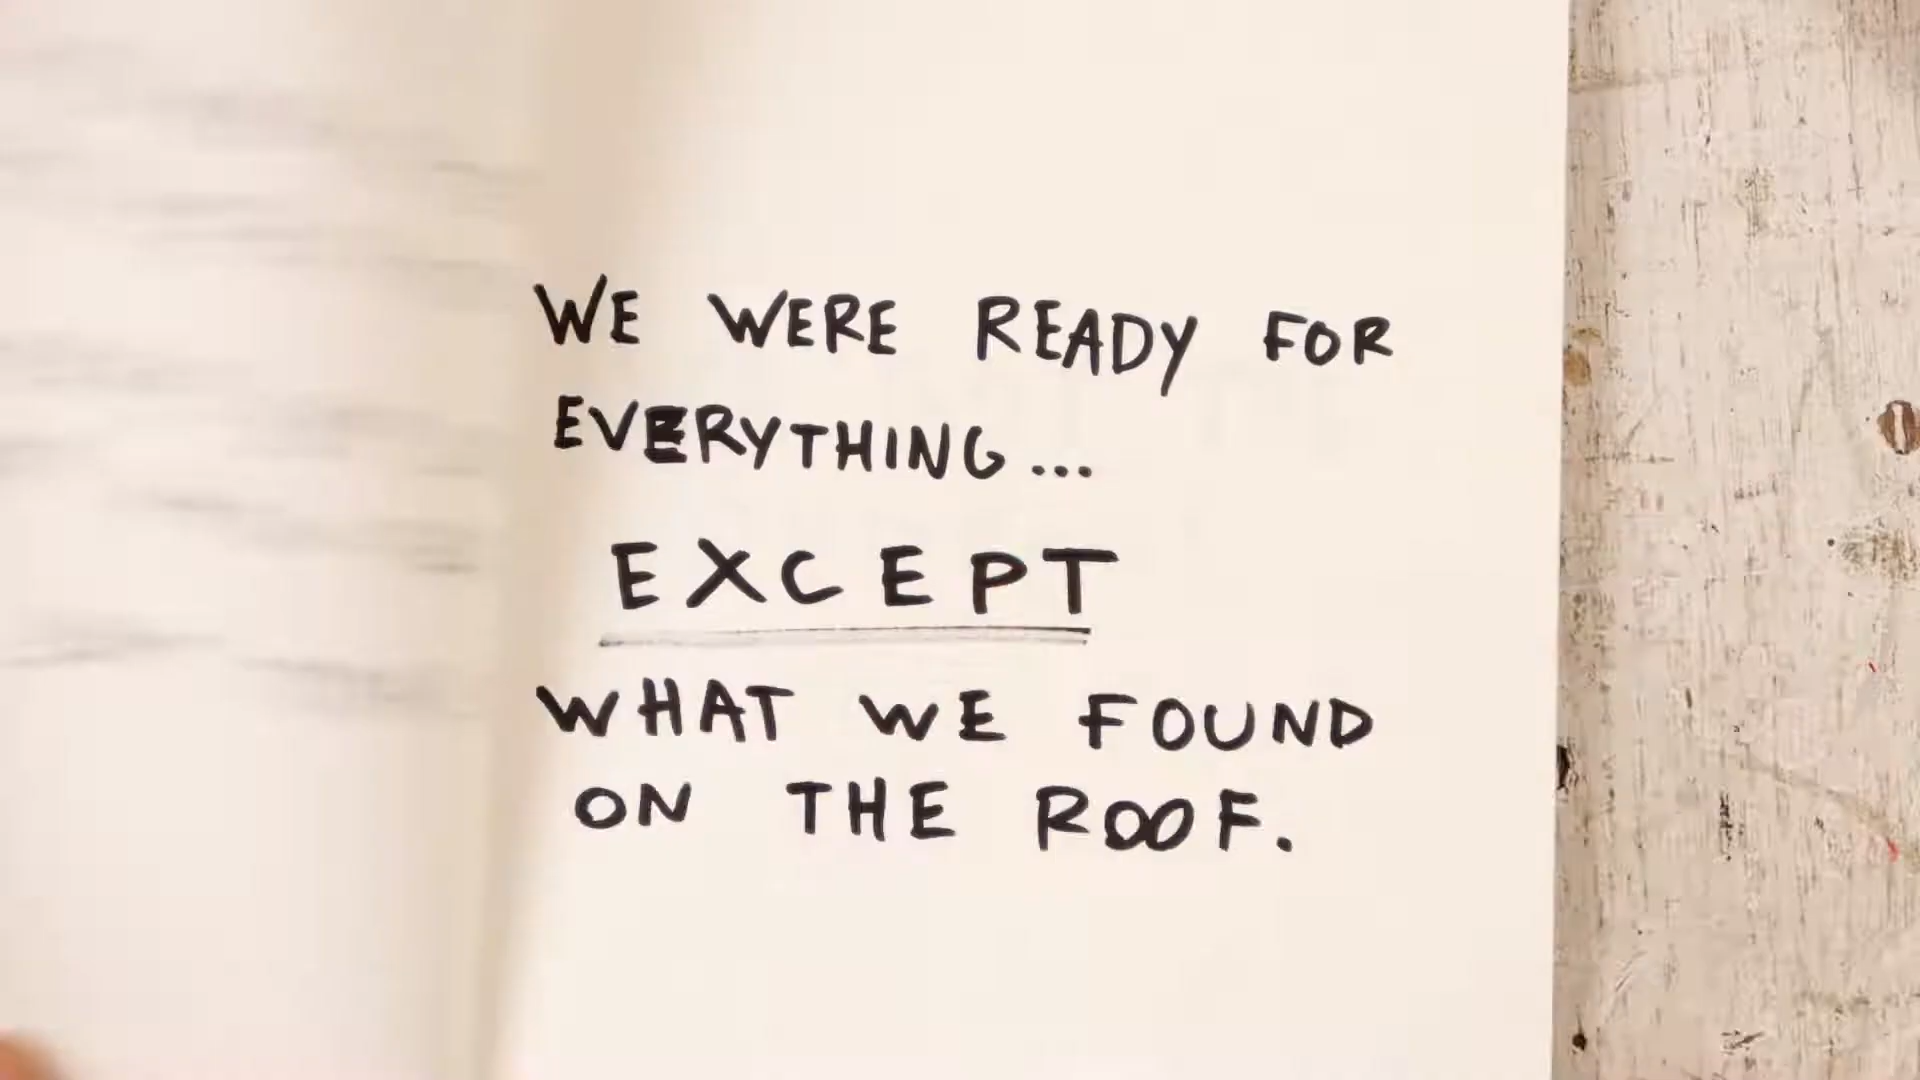 WE WERE READY FOR
EVERYTHING...
EXCEPT
WHAT WE FOUND
ON THE ROOF.